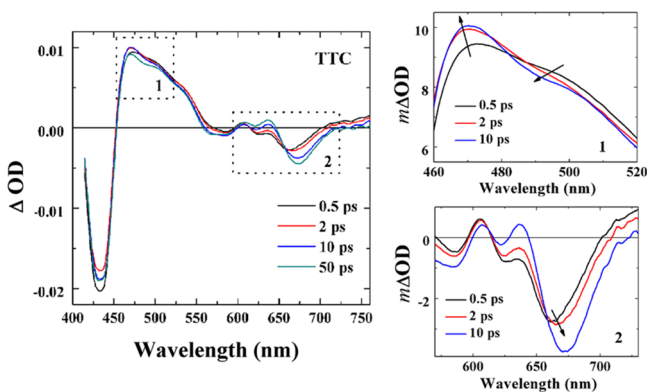 0.01
0.00
-0.01
-0.02
Δ OD
TTC
1
2
0.5 ps
2 ps
10 ps
50 ps
400 450 500 550 600 650 700 750
Wavelength (nm)
10
8
6
mΔOD
0.5 ps
2 ps
10 ps
1
460 480 500 520
Wavelength (nm)
0
-2
mΔOD
0.5 ps
2 ps
10 ps
2
600 650 700
Wavelength (nm)